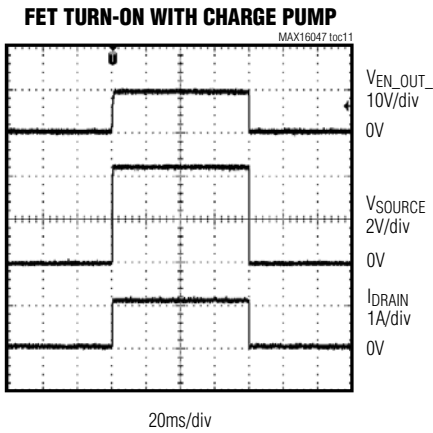 FET TURN-ON WITH CHARGE PUMP
MAX16047 toc11
VEN_OUT_
10V/div
0V
VSOURCE
2V/div
0V
IDRAIN
1A/div
0V
20ms/div